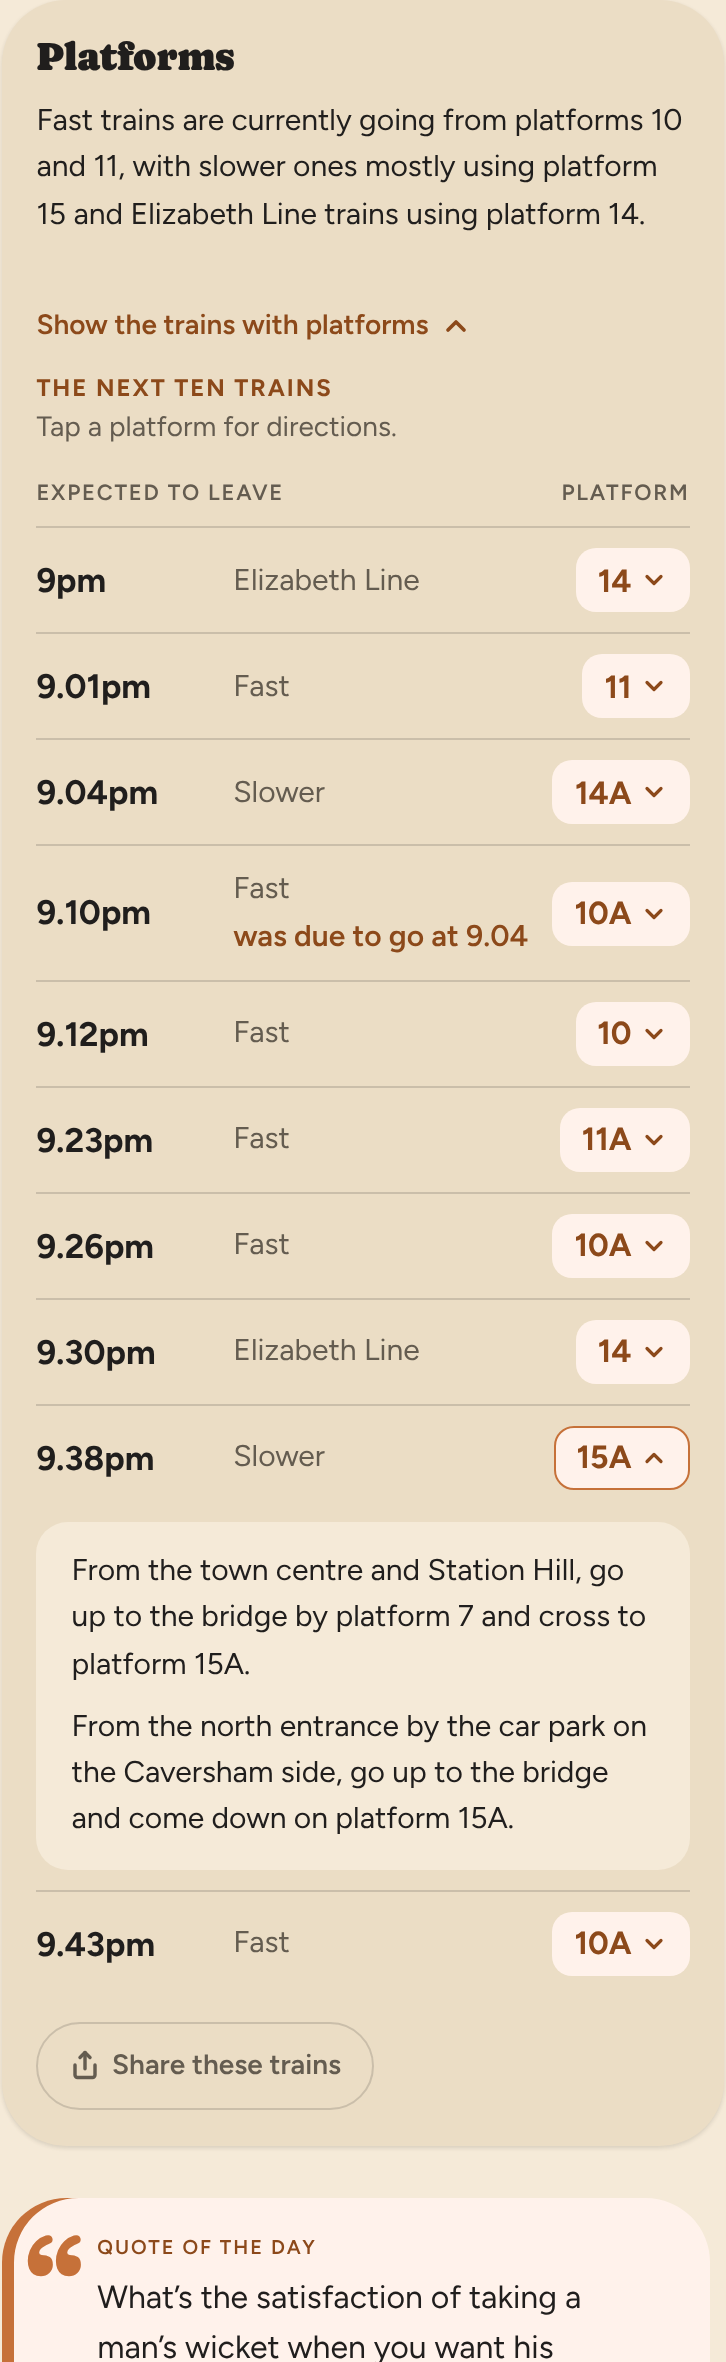 Platforms
Fast trains are currently going from platforms 10
and 11, with slower ones mostly using platform
15 and Elizabeth Line trains using platform 14.
Show the trains with platforms
THE NEXT TEN TRAINS
Tap a platform for directions.
EXPECTED TO LEAVE PLATFORM
9pm Elizabeth Line 14
9.01pm Fast 11
9.04pm Slower 14A
9.10pm Fast 10A
was due to go at 9.04
9.12pm Fast 10
9.23pm Fast 11A
9.26pm Fast 10A
9.30pm Elizabeth Line 14
9.38pm Slower 15A
From the town centre and Station Hill, go
up to the bridge by platform 7 and cross to
platform 15A.
From the north entrance by the car park on
the Caversham side, go up to the bridge
and come down on platform 15A.
9.43pm Fast 10A
Share these trains
QUOTE OF THE DAY
What’s the satisfaction of taking a
man’s wicket when you want his